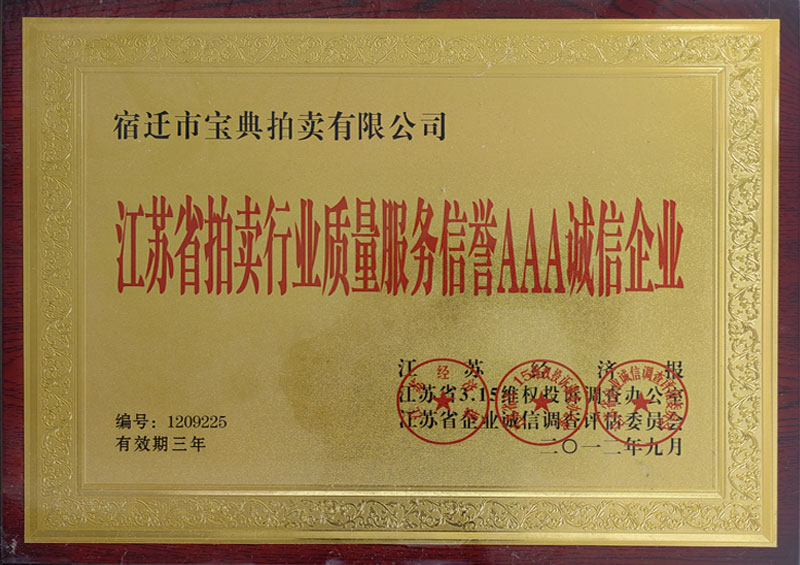 宿迁市宝典拍卖有限公司
江苏省拍卖行业质量服务信誉AAA诚信企业
江苏经济报
江苏省3.15维权投诉调查办公室
江苏省企业诚信调查评估委员会
二〇一二年九月
编号：1209225
有效期三年